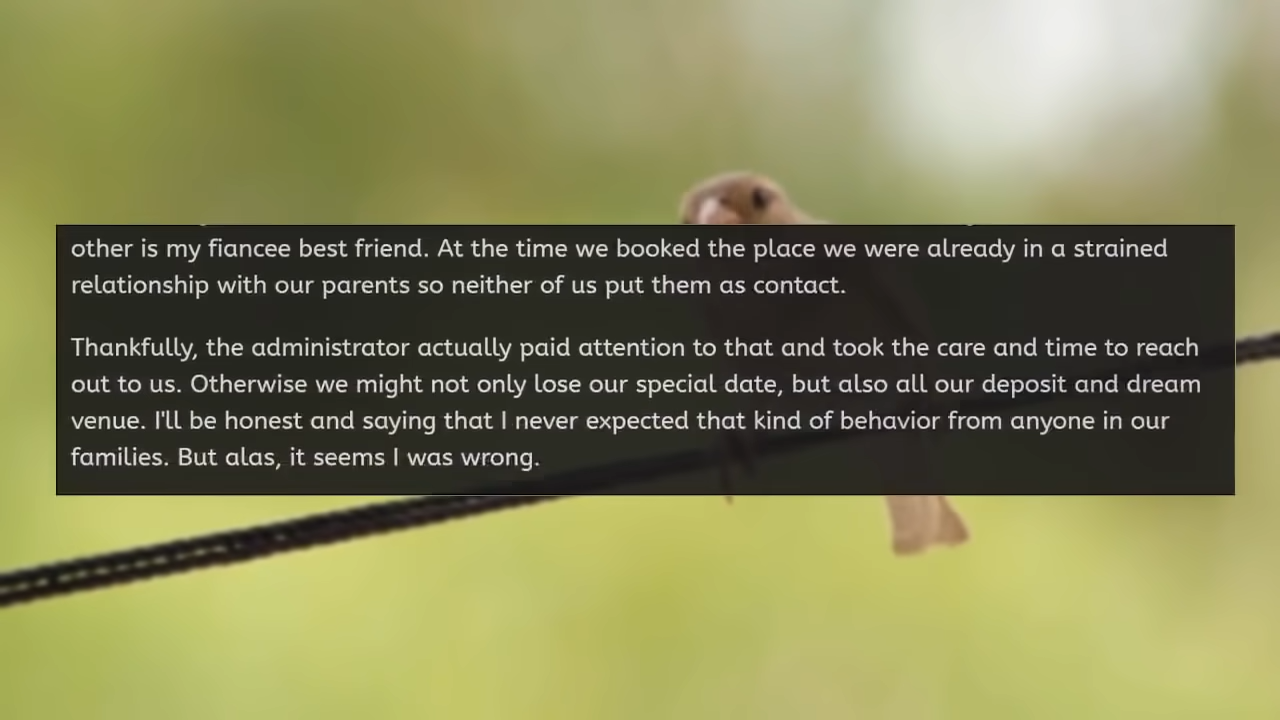 other is my fiancee best friend. At the time we booked the place we were already in a strained
relationship with our parents so neither of us put them as contact.
Thankfully, the administrator actually paid attention to that and took the care and time to reach
out to us. Otherwise we might not only lose our special date, but also all our deposit and dream
venue. I'll be honest and saying that I never expected that kind of behavior from anyone in our
families. But alas, it seems I was wrong.